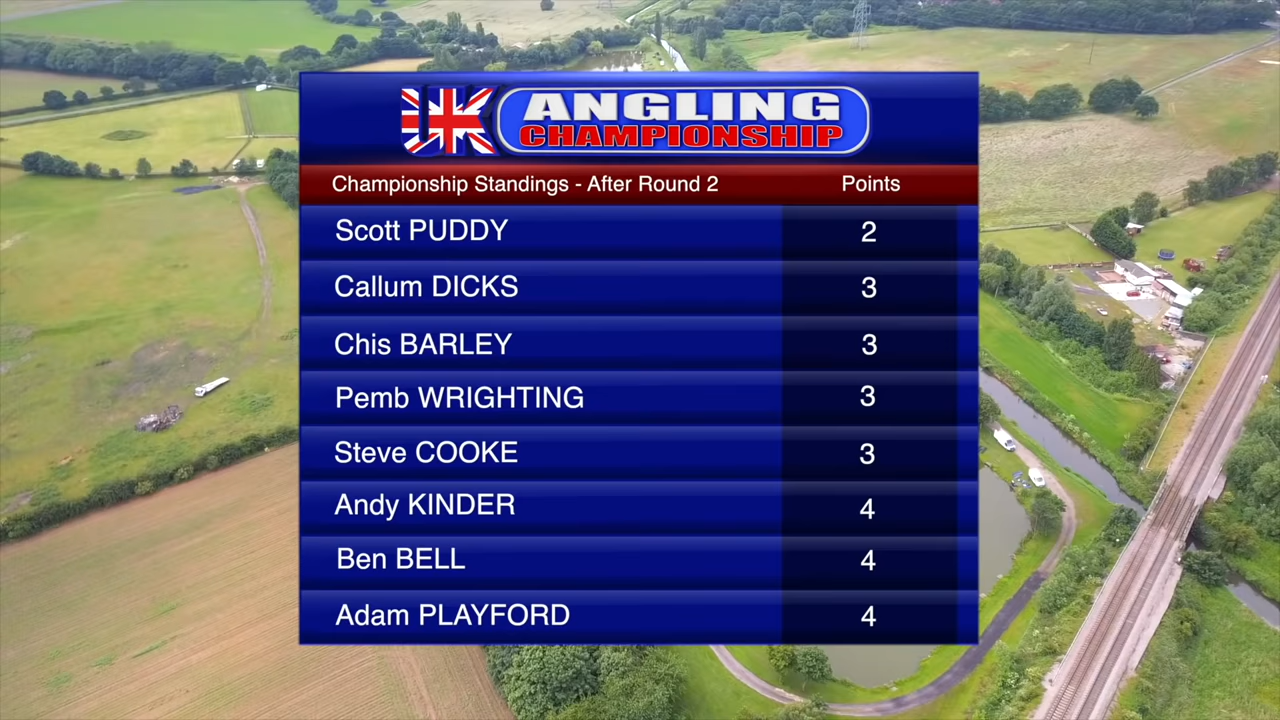 UK ANGLING
CHAMPIONSHIP
Championship Standings - After Round 2 Points
Scott PUDDY 2
Callum DICKS 3
Chis BARLEY 3
Pemb WRIGHTING 3
Steve COOKE 3
Andy KINDER 4
Ben BELL 4
Adam PLAYFORD 4